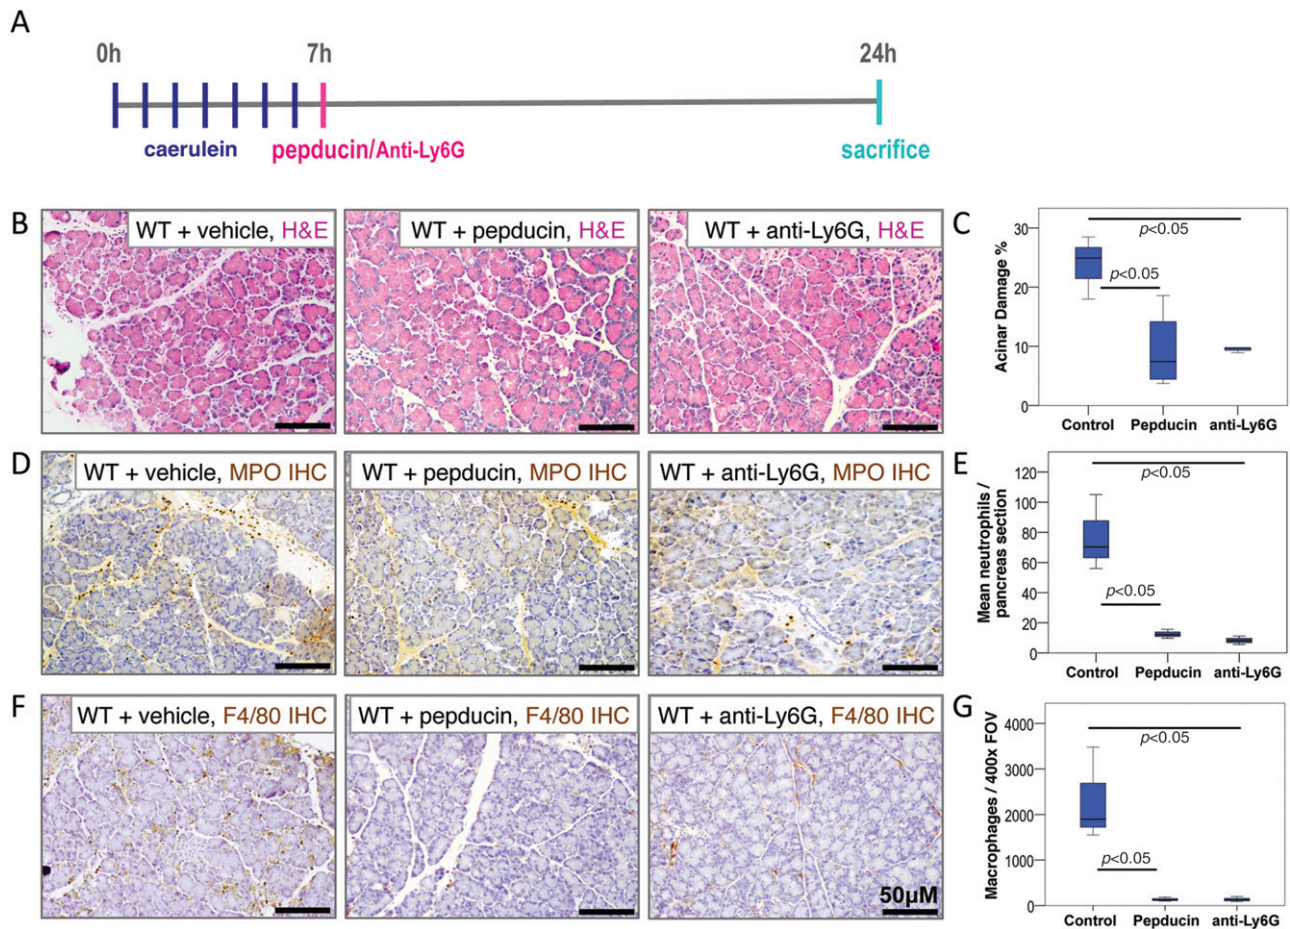 A
0h
7h
24h
caerulein
pepducin/Anti-Ly6G
sacrifice
B
WT + vehicle, H&E
WT + pepducin, H&E
WT + anti-Ly6G, H&E
C
Acinar Damage %
30
20
10
0
p<0.05
p<0.05
Control
Pepducin
anti-Ly6G
D
WT + vehicle, MPO IHC
WT + pepducin, MPO IHC
WT + anti-Ly6G, MPO IHC
E
Mean neutrophils /
pancreas section
120
100
80
60
40
20
0
p<0.05
p<0.05
Control
Pepducin
anti-Ly6G
F
WT + vehicle, F4/80 IHC
WT + pepducin, F4/80 IHC
WT + anti-Ly6G, F4/80 IHC
50µM
G
Macrophages / 400x FOV
4000
3000
2000
1000
0
p<0.05
p<0.05
Control
Pepducin
anti-Ly6G